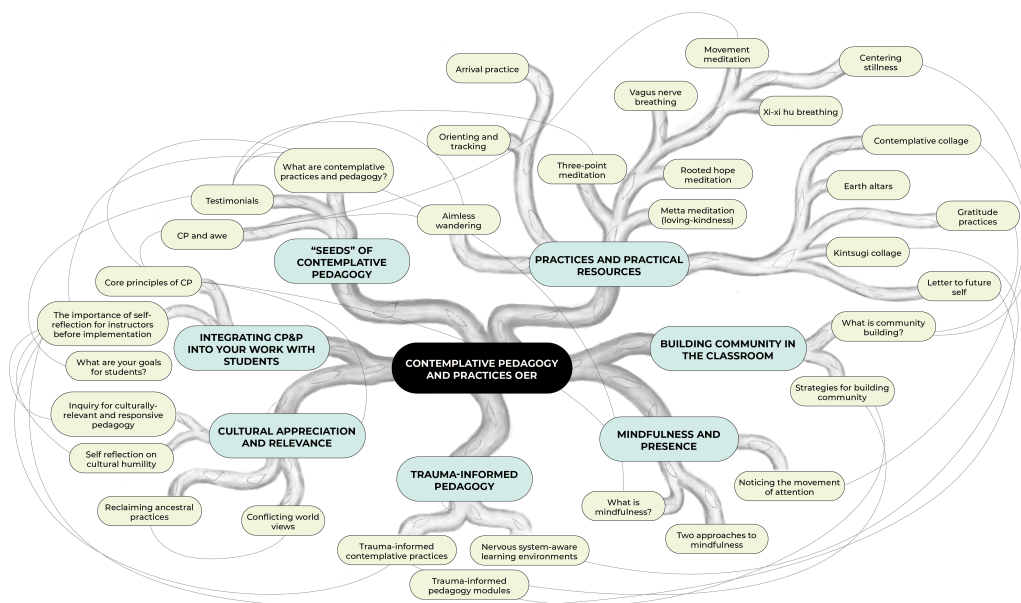 Movement
meditation
Centering
stillness
Arrival practice
Vagus nerve
breathing
Xi-xi hu breathing
Orienting and
tracking
Contemplative collage
What are contemplative
practices and pedagogy?
Three-point
meditation
Rooted hope
meditation
Earth altars
Testimonials
Aimless
wandering
Metta meditation
(loving-kindness)
Gratitude
practices
CP and awe
“SEEDS” OF
CONTEMPLATIVE
PEDAGOGY
PRACTICES AND PRACTICAL
RESOURCES
Kintsugi collage
Core principles of CP
Letter to future
self
The importance of self-
reflection for instructors
before implementation
INTEGRATING CP&P
INTO YOUR WORK WITH
STUDENTS
What is community
building?
BUILDING COMMUNITY IN
THE CLASSROOM
What are your goals
for students?
CONTEMPLATIVE PEDAGOGY
AND PRACTICES OER
Strategies for building
community
Inquiry for culturally-
relevant and responsive
pedagogy
CULTURAL APPRECIATION
AND RELEVANCE
MINDFULNESS AND
PRESENCE
Self reflection on
cultural humility
TRAUMA-INFORMED
PEDAGOGY
Noticing the movement
of attention
Reclaiming ancestral
practices
Conflicting world
views
What is
mindfulness?
Two approaches to
mindfulness
Trauma-informed
contemplative practices
Nervous system-aware
learning environments
Trauma-informed
pedagogy modules